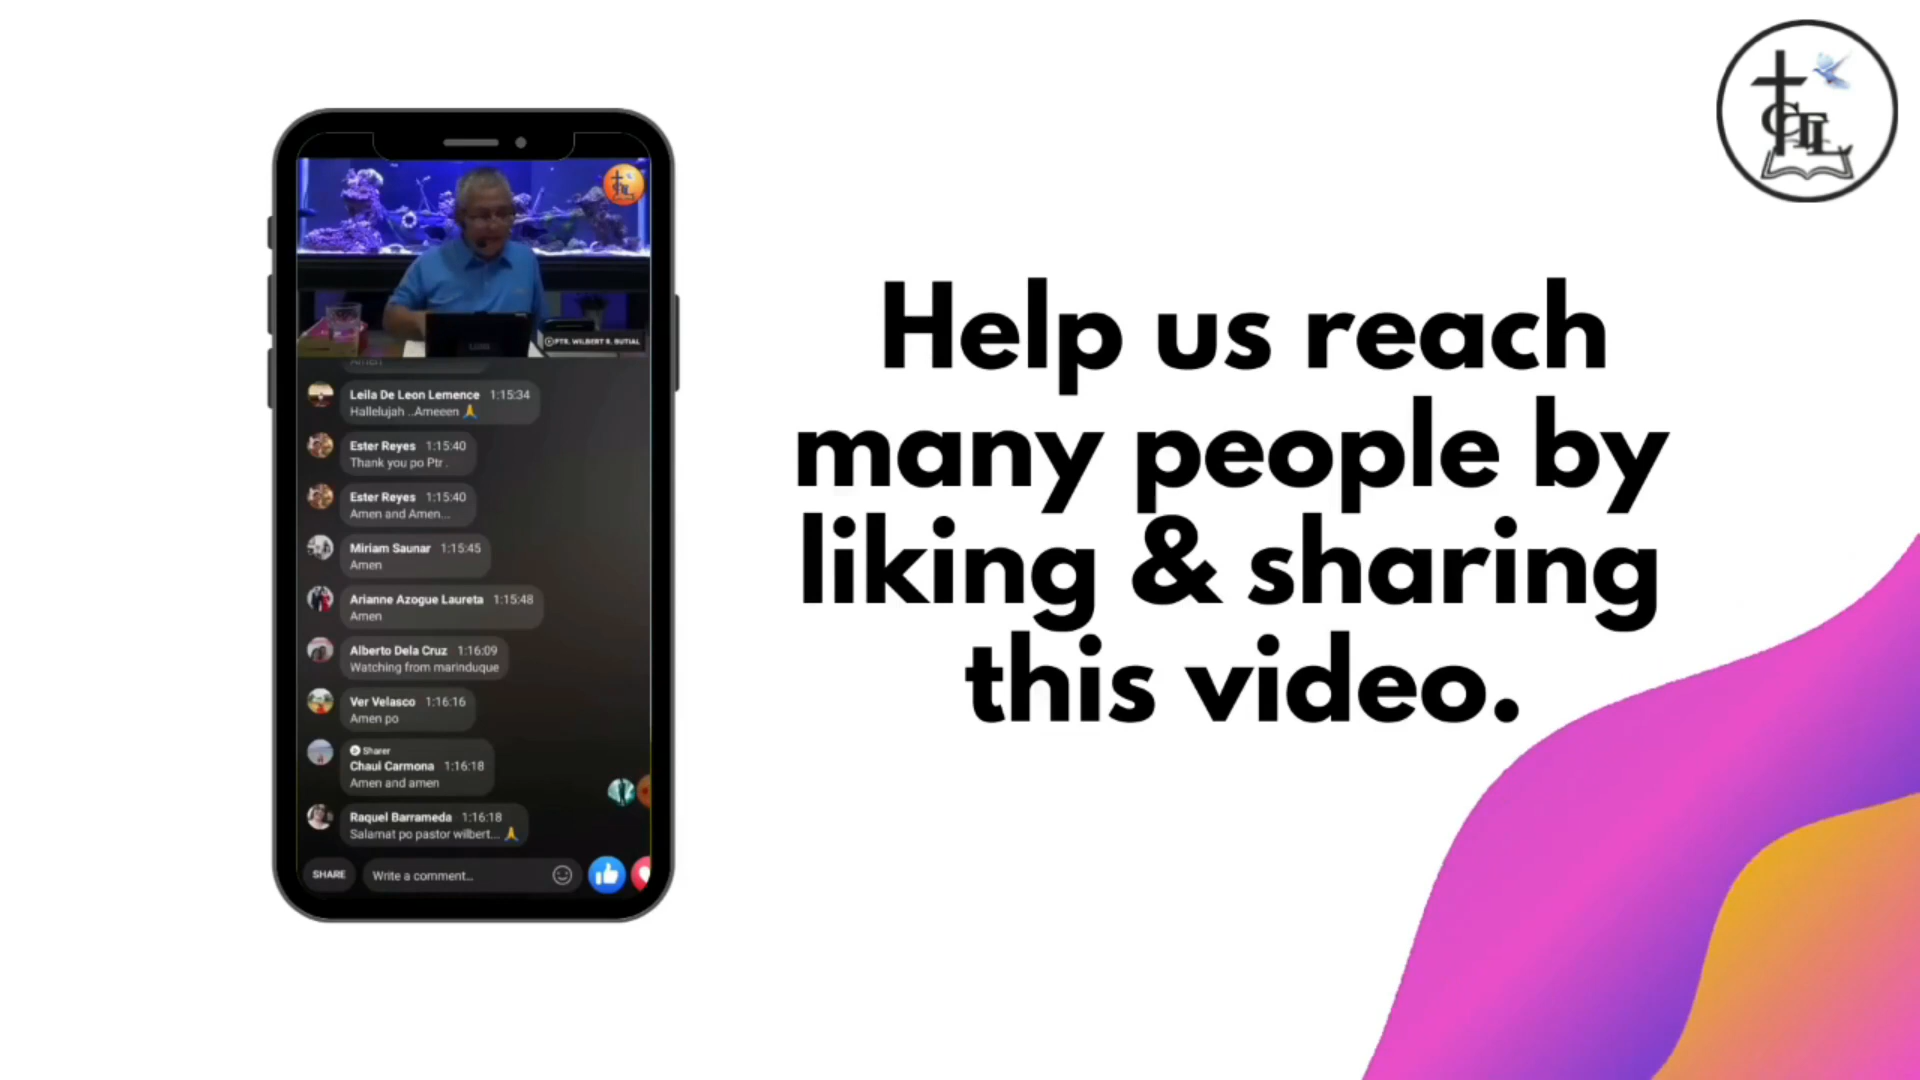 CTL
PTR. WILBERT R. BUTIAL
Amen
Leila De Leon Lemence 1:15:34
Hallelujah ..Ameeen 🙏
Ester Reyes 1:15:40
Thank you po Ptr .
Ester Reyes 1:15:40
Amen and Amen...
Miriam Saunar 1:15:45
Amen
Arianne Azogue Laureta 1:15:48
Amen
Alberto Dela Cruz 1:16:09
Watching from marinduque
Ver Velasco 1:16:16
Amen po
Sharer
Chaui Carmona 1:16:18
Amen and amen
Raquel Barrameda 1:16:18
Salamat po pastor wilbert... 🙏
SHARE
Write a comment...
Help us reach
many people by
liking & sharing
this video.